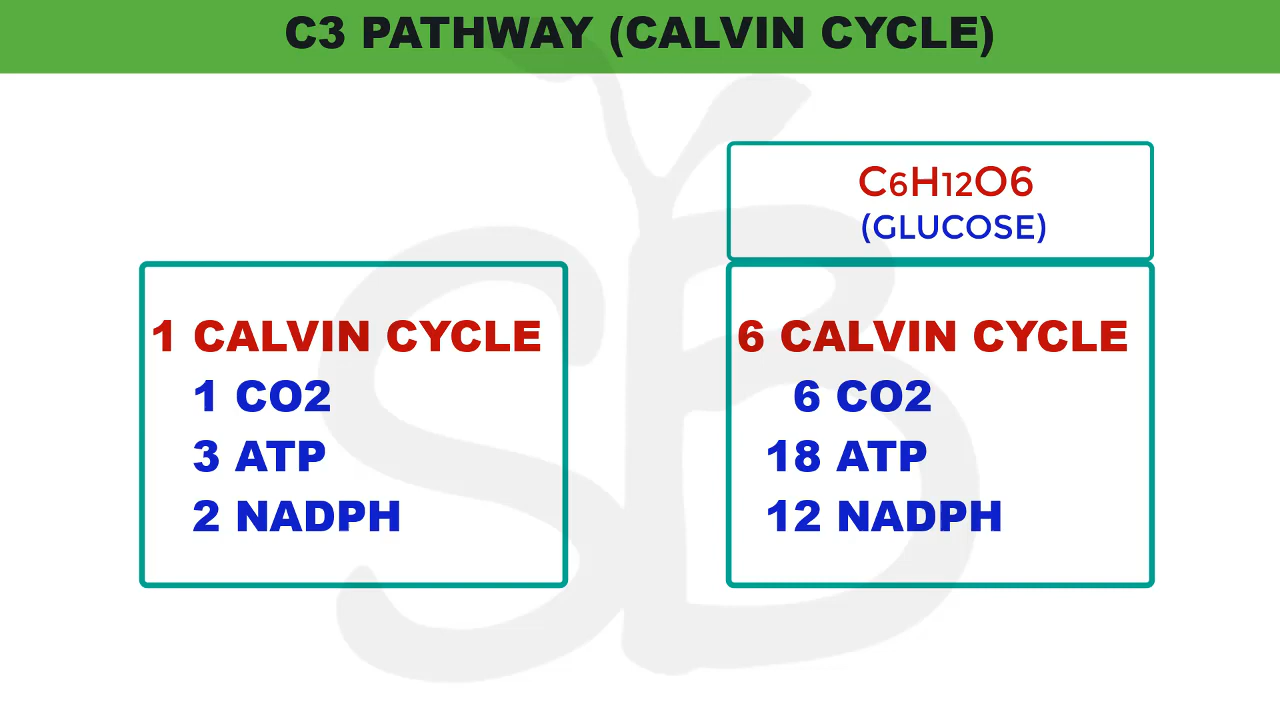 C3 PATHWAY (CALVIN CYCLE)
1 CALVIN CYCLE
1 CO2
3 ATP
2 NADPH
C6H12O6
(GLUCOSE)
6 CALVIN CYCLE
6 CO2
18 ATP
12 NADPH
SB